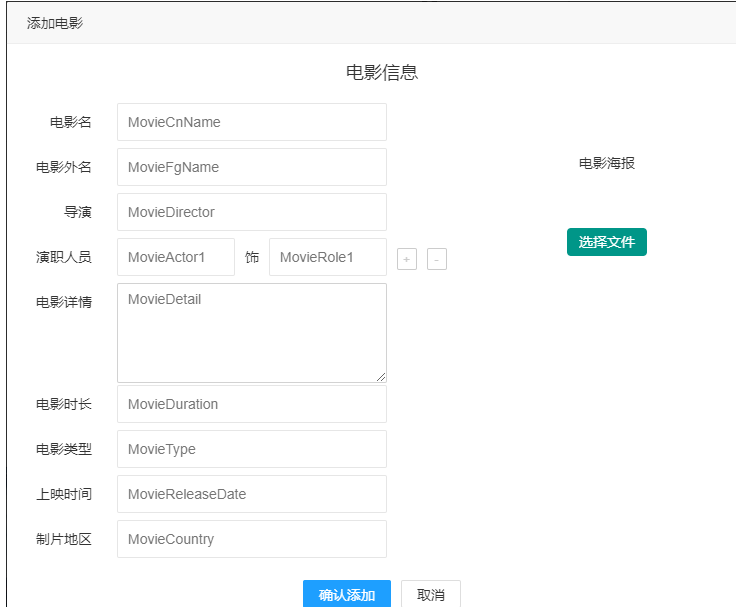 添加电影
电影信息
电影名 MovieCnName
电影外名 MovieFgName
电影海报
导演 MovieDirector
选择文件
演职人员 MovieActor1 饰 MovieRole1 + -
电影详情 MovieDetail
电影时长 MovieDuration
电影类型 MovieType
上映时间 MovieReleaseDate
制片地区 MovieCountry
确认添加 取消